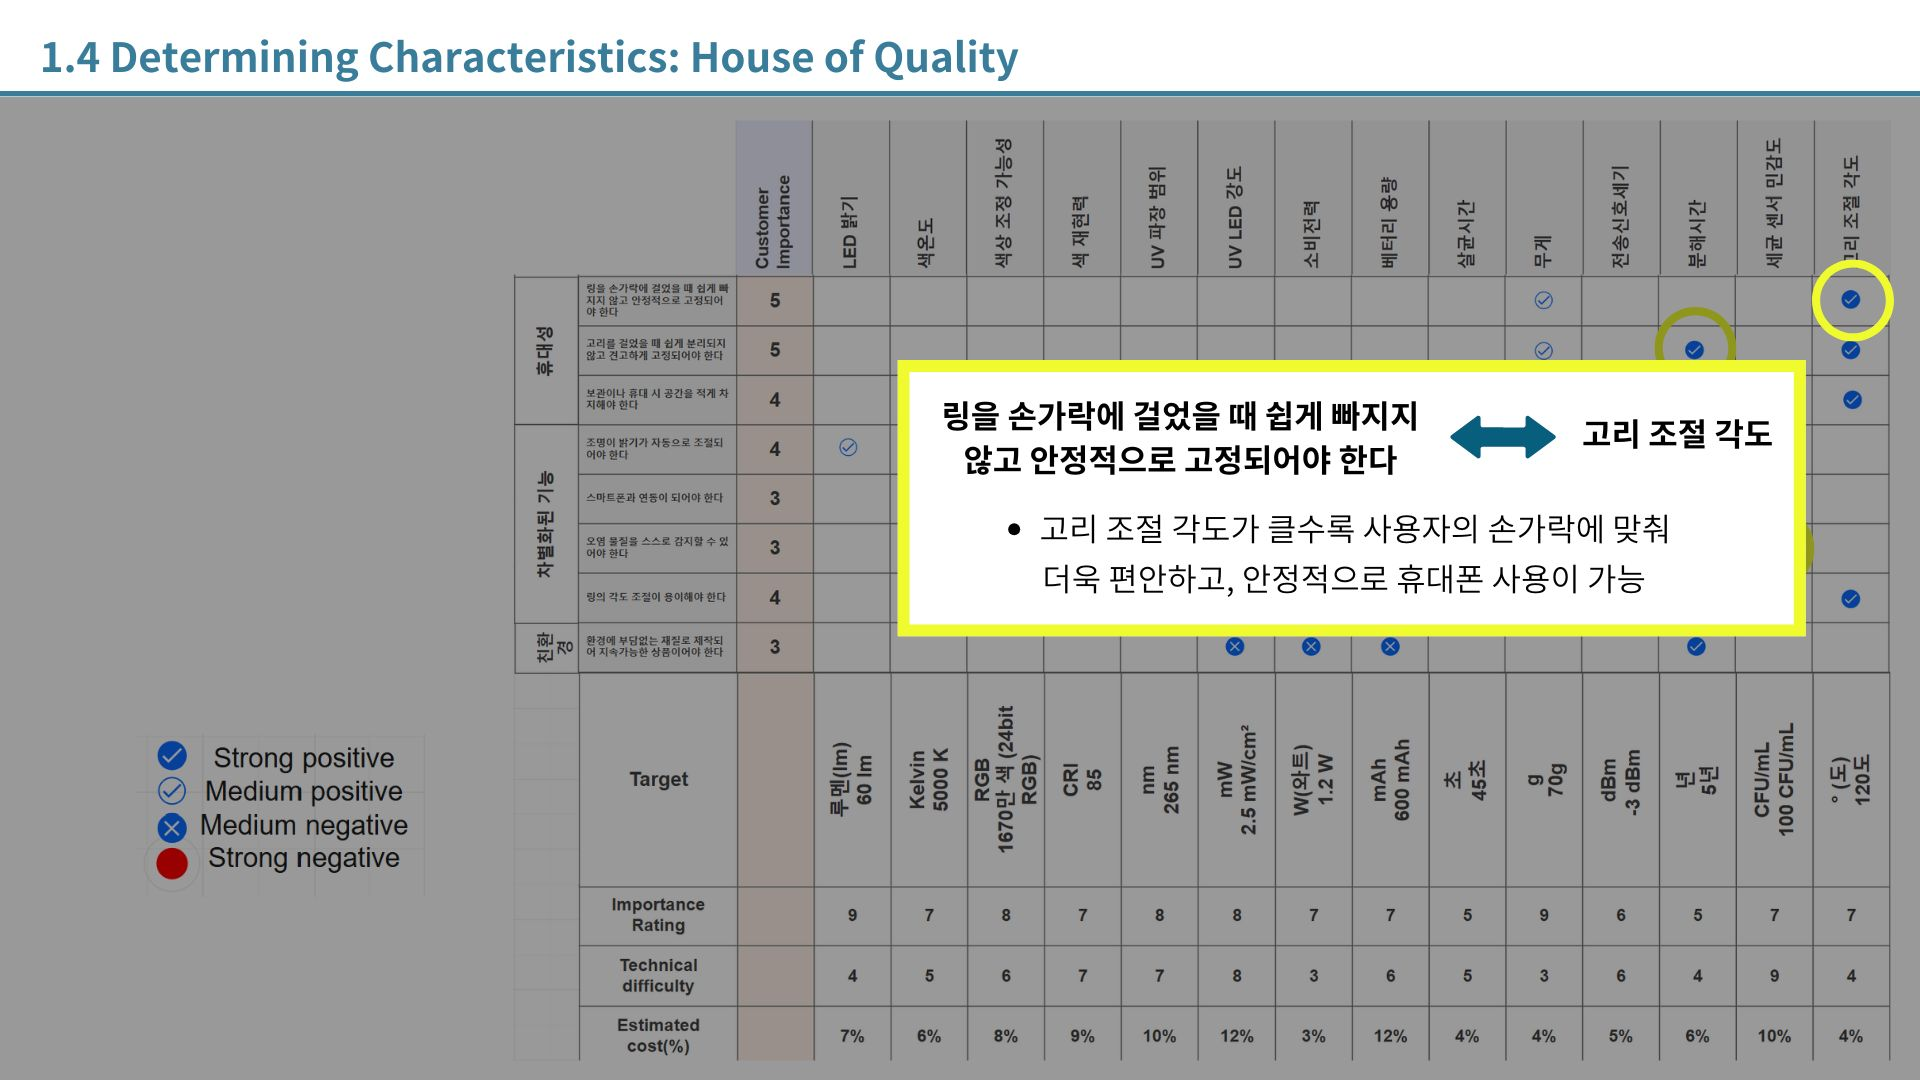 1.4 Determining Characteristics: House of Quality
Customer
Importance
LED 밝기
색온도
색상 조정 가능성
색 재현력
UV 파장 범위
UV LED 강도
소비전력
베터리 용량
살균시간
무게
전송신호세기
분해시간
세균 센서 민감도
고리 조절 각도
휴대성
링을 손가락에 걸었을 때 쉽게 빠
지지 않고 안정적으로 고정되어
야 한다
5
고리를 걸었을 때 쉽게 분리되지
않고 견고하게 고정되어야 한다
5
보관이나 휴대 시 공간을 적게 차
지해야 한다
4
차별화된 기능
조명이 밝기가 자동으로 조절되
어야 한다
4
스마트폰과 연동이 되어야 한다
3
오염 물질을 스스로 감지할 수 있
어야 한다
3
링의 각도 조절이 용이해야 한다
4
친환
경
환경에 부담없는 재질로 제작되
어 지속가능한 상품이어야 한다
3
링을 손가락에 걸었을 때 쉽게 빠지지
않고 안정적으로 고정되어야 한다
고리 조절 각도
• 고리 조절 각도가 클수록 사용자의 손가락에 맞춰
더욱 편안하고, 안정적으로 휴대폰 사용이 가능
Strong positive
Medium positive
Medium negative
Strong negative
Target
루멘(lm)
60 lm
Kelvin
5000 K
RGB
1670만 색 (24bit
RGB)
CRI
85
nm
265 nm
mW
2.5 mW/cm²
W(와트)
1.2 W
mAh
600 mAh
초
45초
g
70g
dBm
-3 dBm
년
5년
CFU/mL
100 CFU/mL
° (도)
120도
Importance
Rating
9 7 8 7 8 8 7 7 5 9 6 5 7 7
Technical
difficulty
4 5 6 7 7 8 3 6 5 3 6 4 9 4
Estimated
cost(%)
7% 6% 8% 9% 10% 12% 3% 12% 4% 4% 5% 6% 10% 4%